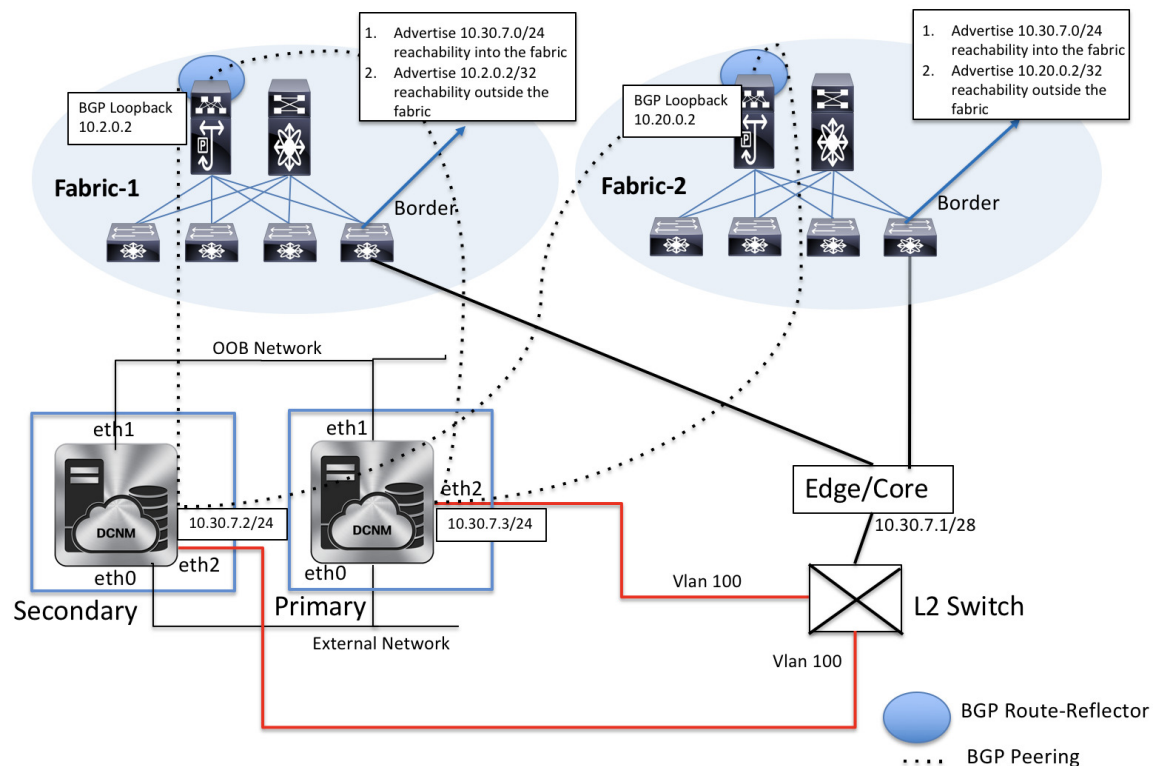 1. Advertise 10.30.7.0/24
reachability into the fabric
2. Advertise 10.2.0.2/32
reachability outside the
fabric
1. Advertise 10.30.7.0/24
reachability into the fabric
2. Advertise 10.20.0.2/32
reachability outside the
fabric
BGP Loopback
10.2.0.2
P
BGP Loopback
10.20.0.2
P
Fabric-1
Border
Fabric-2
Border
OOB Network
eth1
eth1
eth2
DCNM
10.30.7.2/24
DCNM
10.30.7.3/24
eth0
eth2
eth0
Secondary
Primary
External Network
Edge/Core
10.30.7.1/28
Vlan 100
L2 Switch
Vlan 100
BGP Route-Reflector
BGP Peering